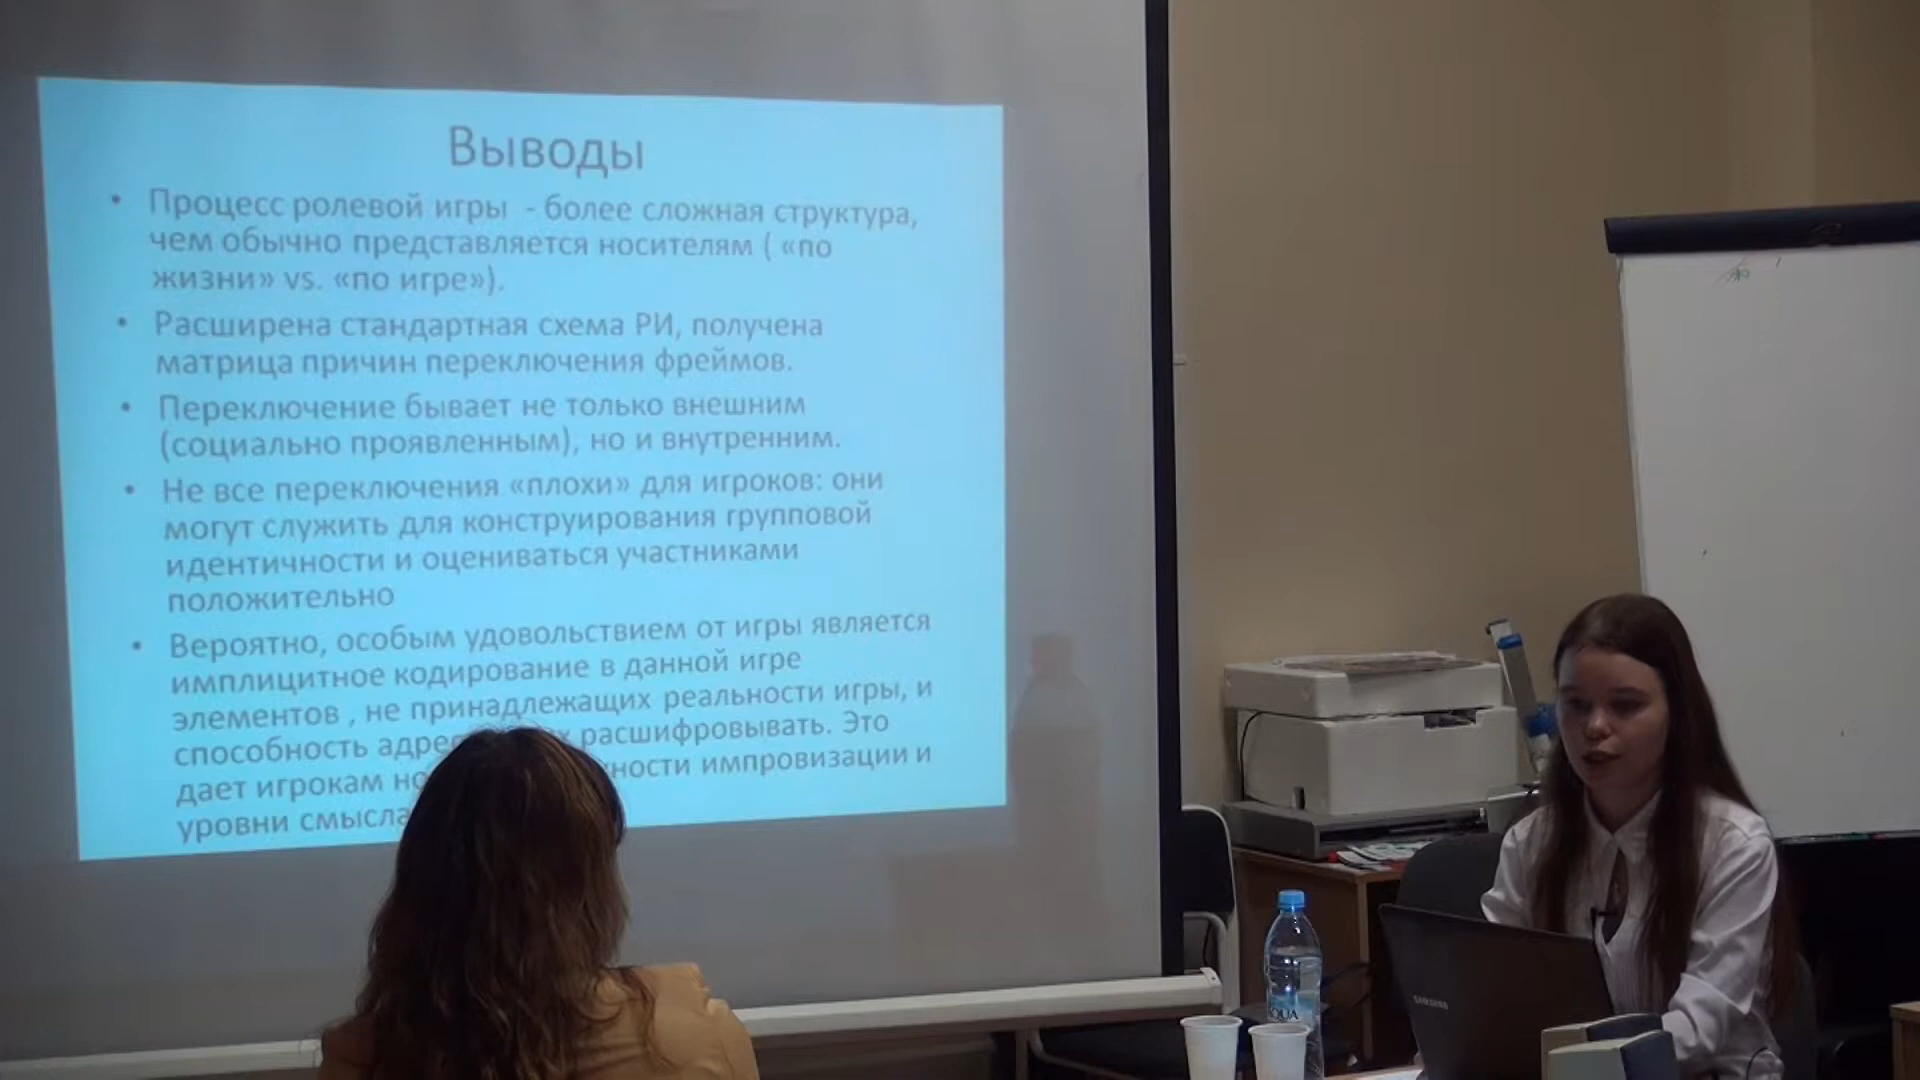 Выводы
• Процесс ролевой игры - более сложная структура,
чем обычно представляется носителям ( «по
жизни» vs. «по игре»).
• Расширена стандартная схема РИ, получена
матрица причин переключения фреймов.
• Переключение бывает не только внешним
(социально проявленным), но и внутренним.
• Не все переключения «плохи» для игроков: они
могут служить для конструирования групповой
идентичности и оцениваться участниками
положительно
• Вероятно, особым удовольствием от игры является
имплицитное кодирование в данной игре
элементов , не принадлежащих реальности игры, и
способность расшифровывать. Это
дает игрокам импровизации и
уровни смысла
SAMSUNG
AQUA